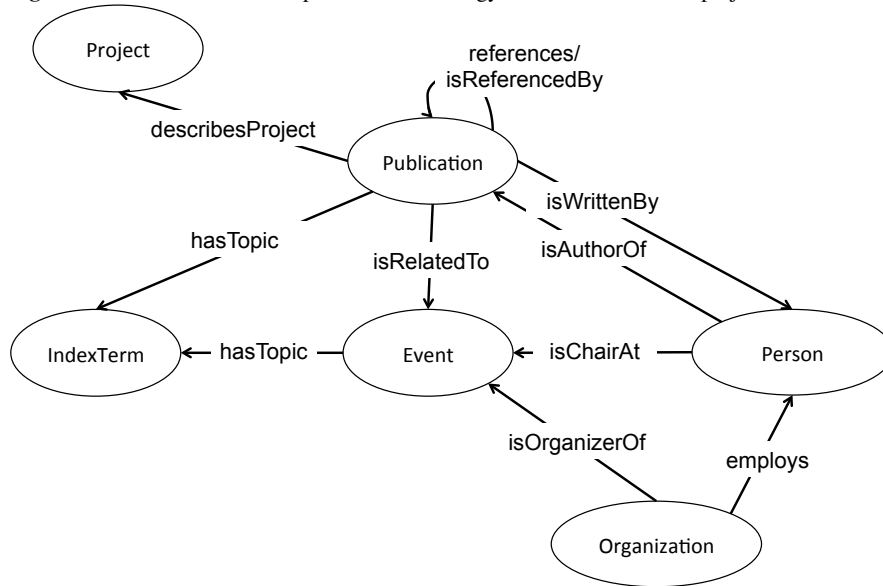 Project
references/
isReferencedBy
describesProject
Publication
isWrittenBy
hasTopic
isAuthorOf
isRelatedTo
IndexTerm
hasTopic
Event
isChairAt
Person
isOrganizerOf
employs
Organization